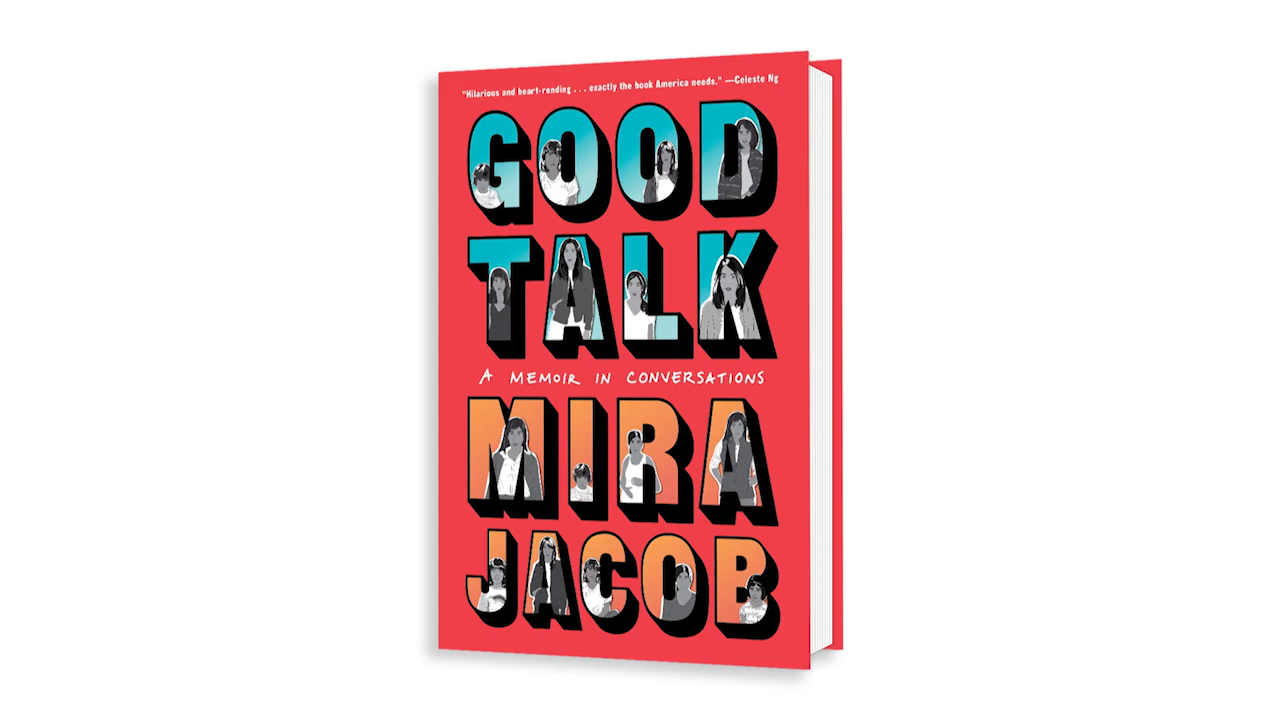 "Hilarious and heart-rending . . . exactly the book America needs." —Celeste Ng
GOOD
TALK
A MEMOIR IN CONVERSATIONS
MIRA
JACOB